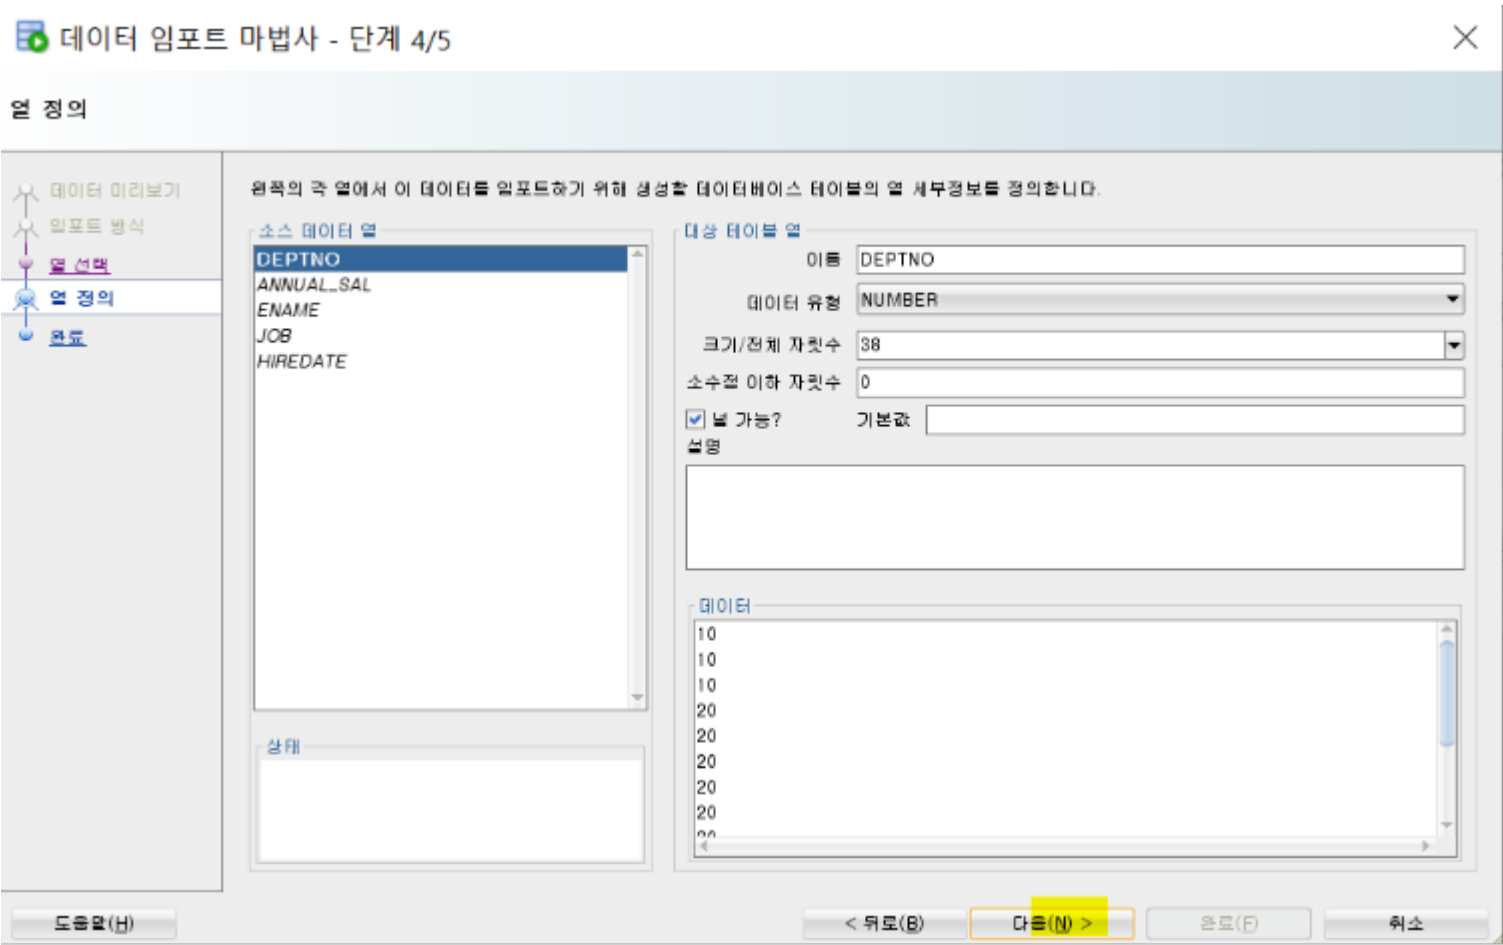 데이터 임포트 마법사 - 단계 4/5
열 정의
데이터 미리보기
임포트 방식
열 선택
열 정의
완료
왼쪽의 각 열에서 이 데이터를 임포트하기 위해 생성할 데이터베이스 테이블의 열 세부정보를 정의합니다.
소스 데이터 열
DEPTNO
ANNUAL_SAL
ENAME
JOB
HIREDATE
상태
대상 테이블 열
이름 DEPTNO
데이터 유형 NUMBER
크기/전체 자릿수 38
소수점 이하 자릿수 0
널 가능? 기본값
설명
데이터
10
10
10
20
20
20
20
20
도움말(H) < 뒤로(B) 다음(N) > 완료(F) 취소